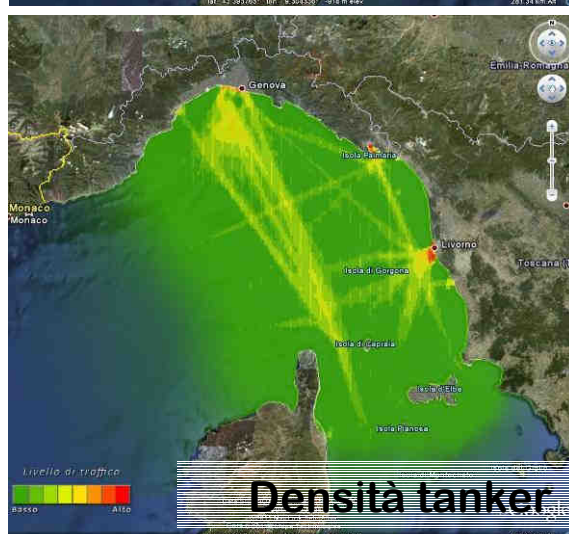 Genova
Emilia-Romagna
Isola Palmaria
Monaco
Monaco
Livorno
Isola di Gorgona
Toscana (T
Isola di Capraia
Isola d'Elba
Isola Pianosa
Livello di traffico
Basso
Alto
Densità tanker